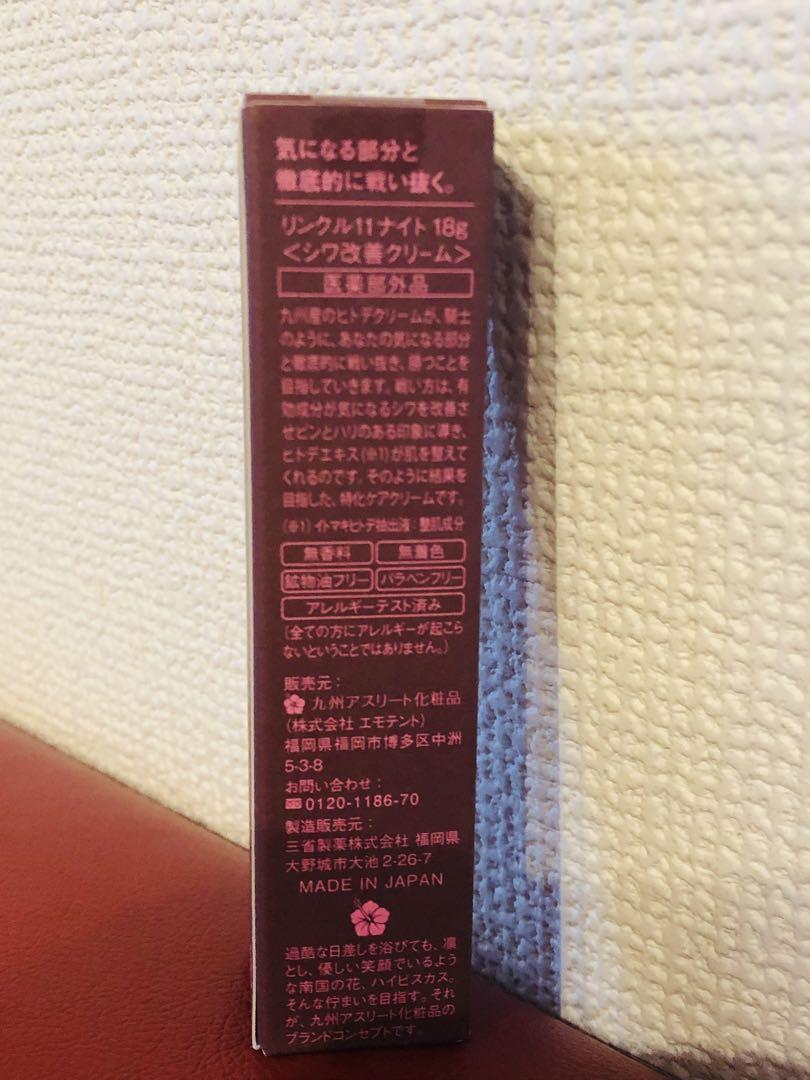 気になる部分と
徹底的に戦い抜く。
リンクル11ナイト 18g
<シワ改善クリーム>
医薬部外品
九州産のヒトデクリームが、騎士
のように、あなたの気になる部分
と徹底的に戦い抜き、勝つことを
目指していきます。戦い方は、有
効成分が気になるシワを改善さ
せピンとハリのある印象に導き、
ヒトデエキス(※1)が肌を整えて
くれるのです。そのように結果を
目指した、特化ケアクリームです。
(※1)イトマキヒトデ抽出液：整肌成分
無香料 無着色
鉱物油フリー パラベンフリー
アレルギーテスト済み
(全ての方にアレルギーが起こら
ないということではありません。)
販売元：
九州アスリート化粧品
(株式会社 エモテント)
福岡県福岡市博多区中洲
5-3-8
お問い合わせ：
0120-1186-70
製造販売元：
三省製薬株式会社 福岡県
大野城市大池2-26-7
MADE IN JAPAN
過酷な日差しを浴びても、凛
とし、優しい笑顔でいるよう
な南国の花、ハイビスカス。
そんな佇まいを目指す。それ
が、九州アスリート化粧品の
ブランドコンセプトです。